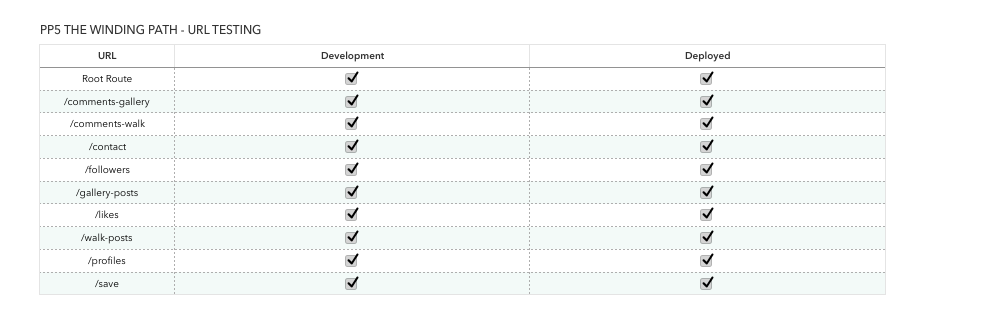 PP5 THE WINDING PATH - URL TESTING
URL Development Deployed
Root Route
/comments-gallery
/comments-walk
/contact
/followers
/gallery-posts
/likes
/walk-posts
/profiles
/save